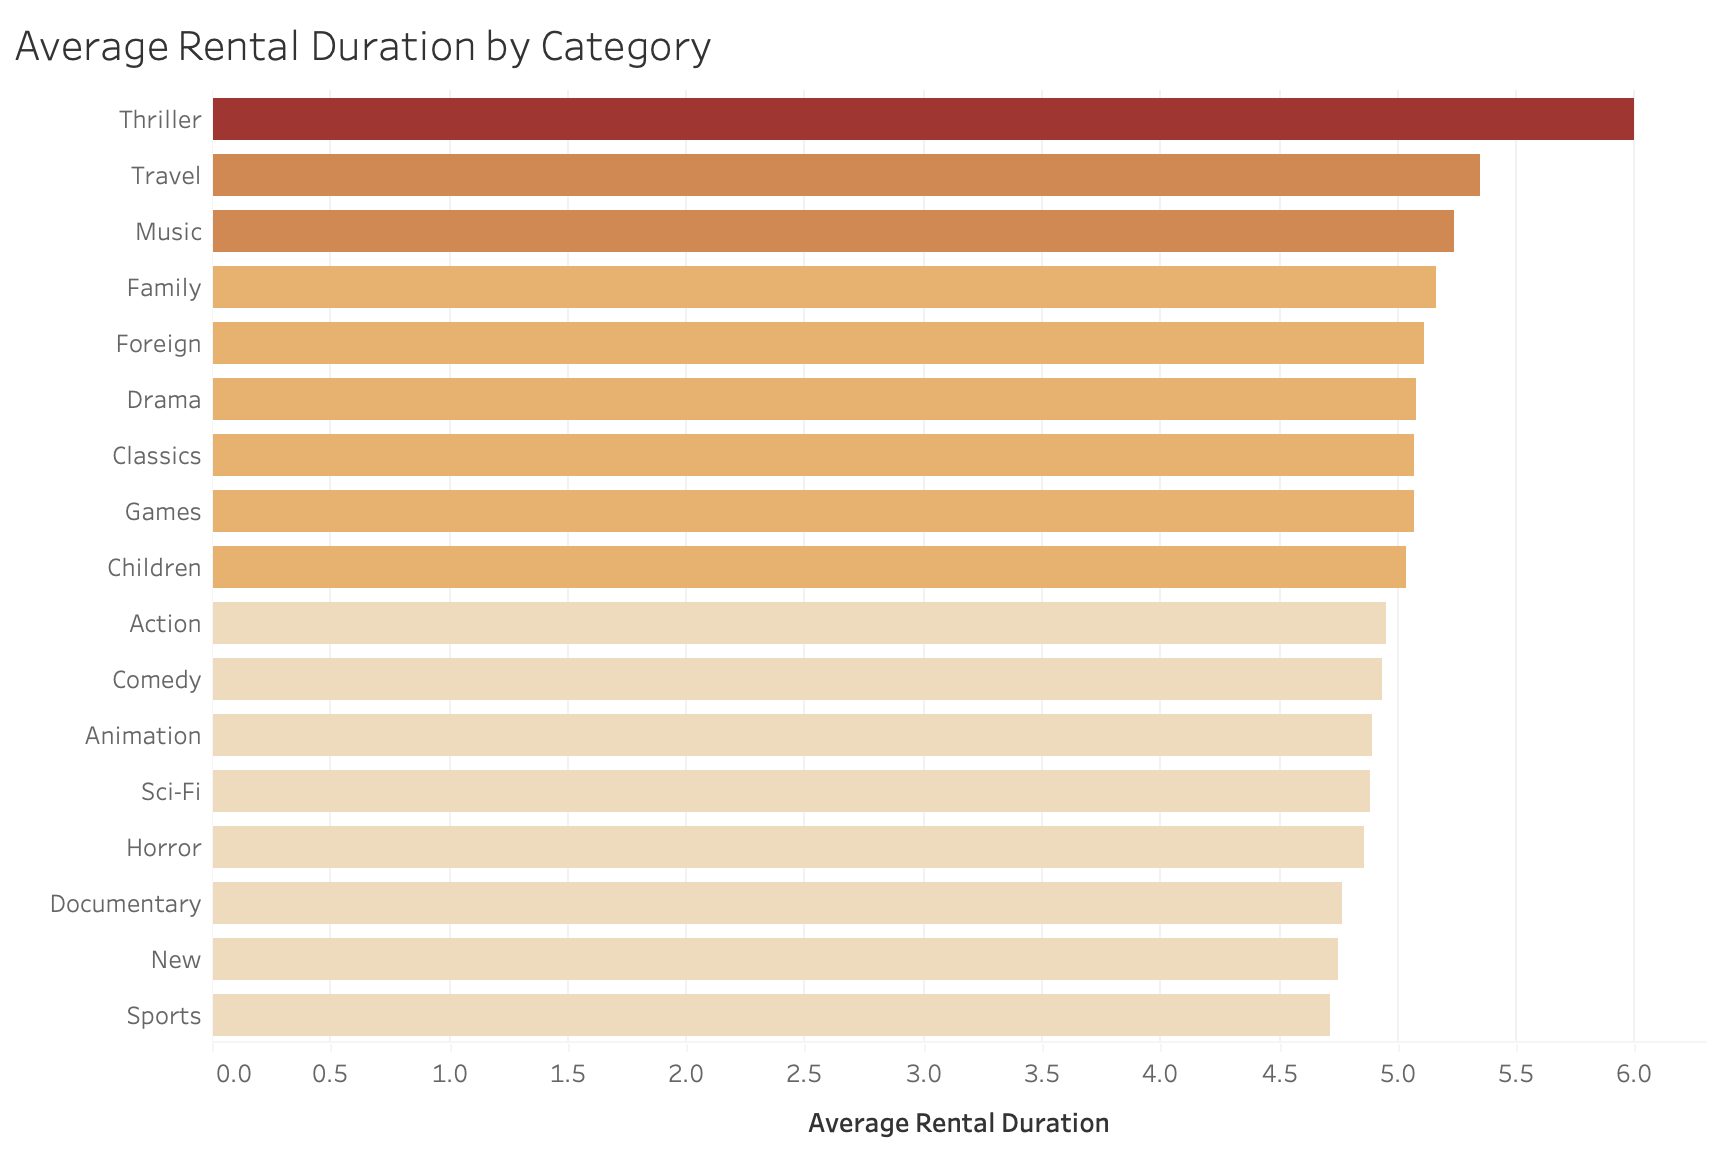 Average Rental Duration by Category
Thriller
Travel
Music
Family
Foreign
Drama
Classics
Games
Children
Action
Comedy
Animation
Sci-Fi
Horror
Documentary
New
Sports
0.0 0.5 1.0 1.5 2.0 2.5 3.0 3.5 4.0 4.5 5.0 5.5 6.0
Average Rental Duration